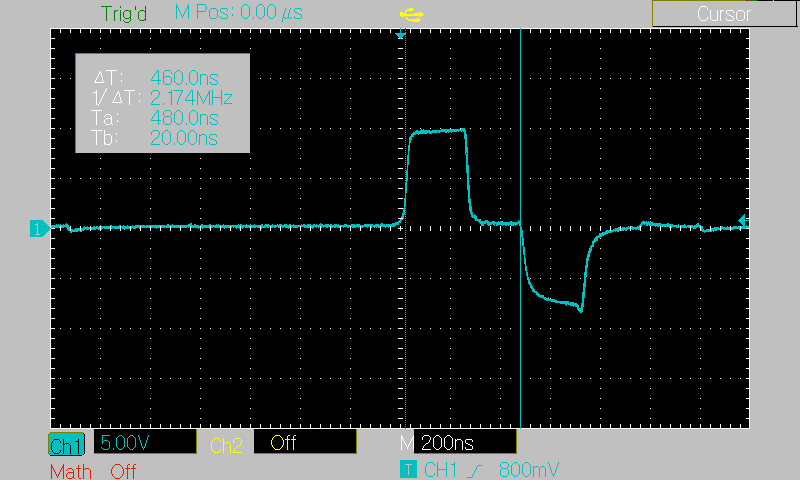 Trig'd M Pos: 0.00 µs Cursor
ΔT: 460.0ns
1/ΔT: 2.174MHz
Ta: 480.0ns
Tb: 20.00ns
1
Ch1 5.00V Ch2 Off M 200ns
Math Off T CH1 800mV